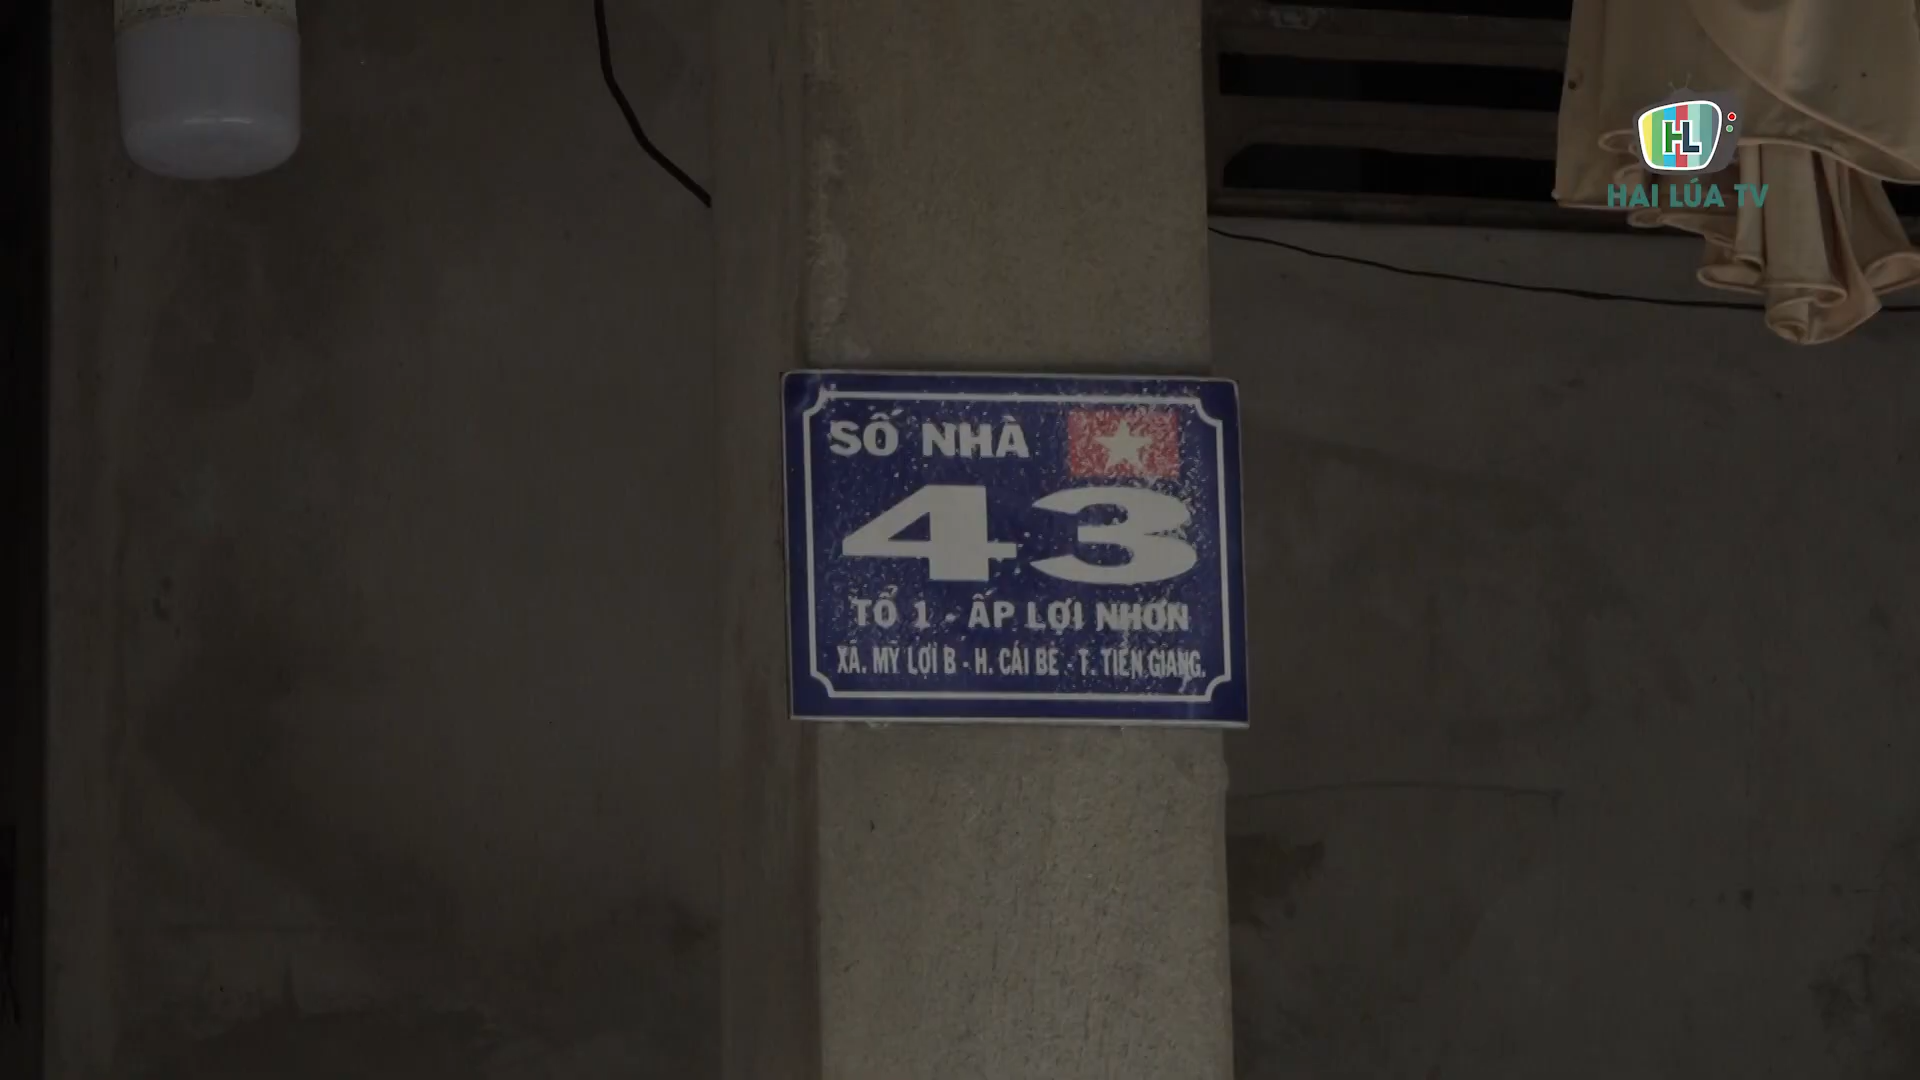 HL
HAI LÚA TV
SỐ NHÀ
43
TỔ 1 - ẤP LỢI NHƠN
XÃ. MỸ LỢI B - H. CÁI BÈ - T. TIỀN GIANG.